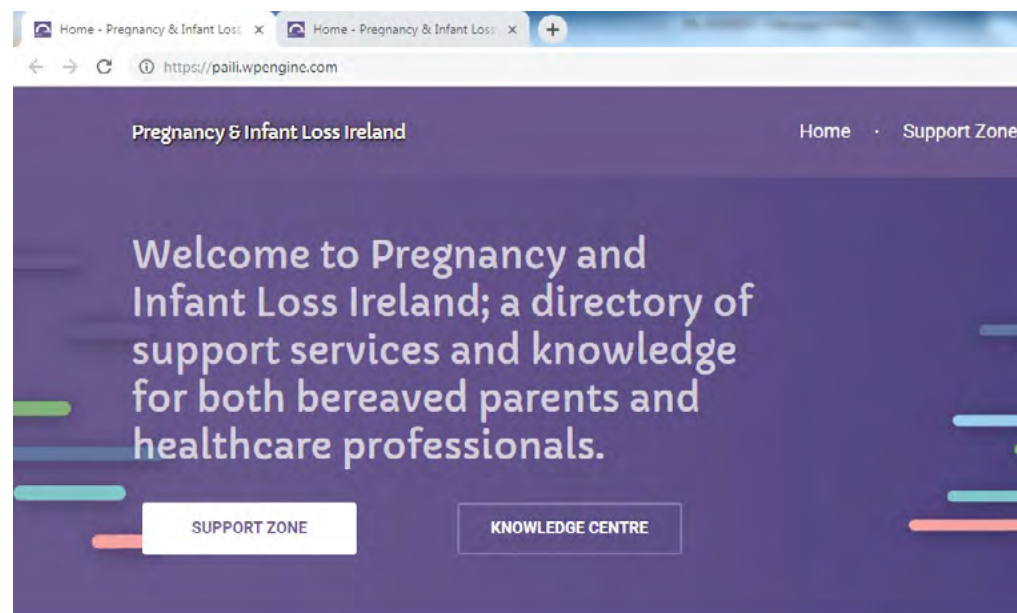 Home - Pregnancy & Infant Loss
Home - Pregnancy & Infant Loss
https://paili.wpengine.com
Pregnancy & Infant Loss Ireland
Home · Support Zone
Welcome to Pregnancy and
Infant Loss Ireland; a directory of
support services and knowledge
for both bereaved parents and
healthcare professionals.
SUPPORT ZONE
KNOWLEDGE CENTRE